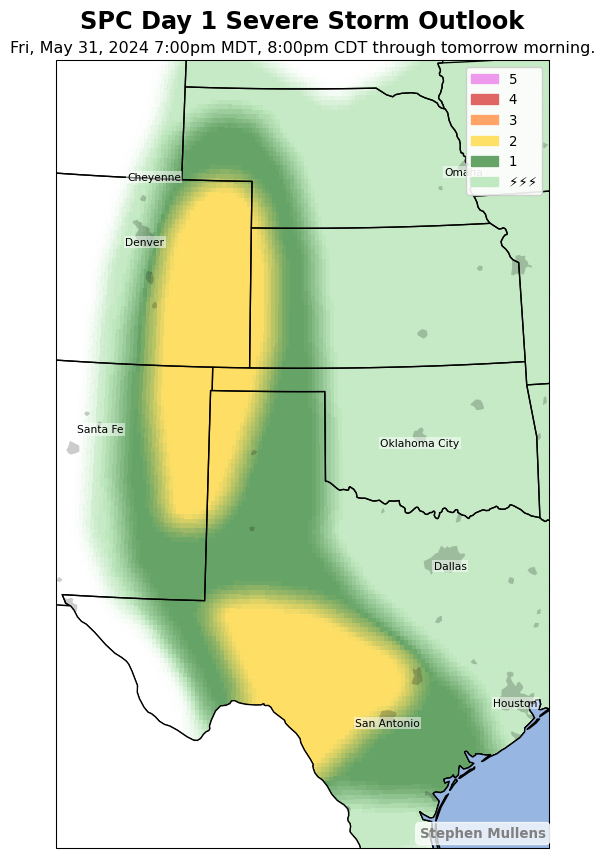 SPC Day 1 Severe Storm Outlook
Fri, May 31, 2024 7:00pm MDT, 8:00pm CDT through tomorrow morning.
5
4
3
2
1
⚡⚡⚡
Omaha
Cheyenne
Denver
Santa Fe
Oklahoma City
Dallas
Houston
San Antonio
Stephen Mullens